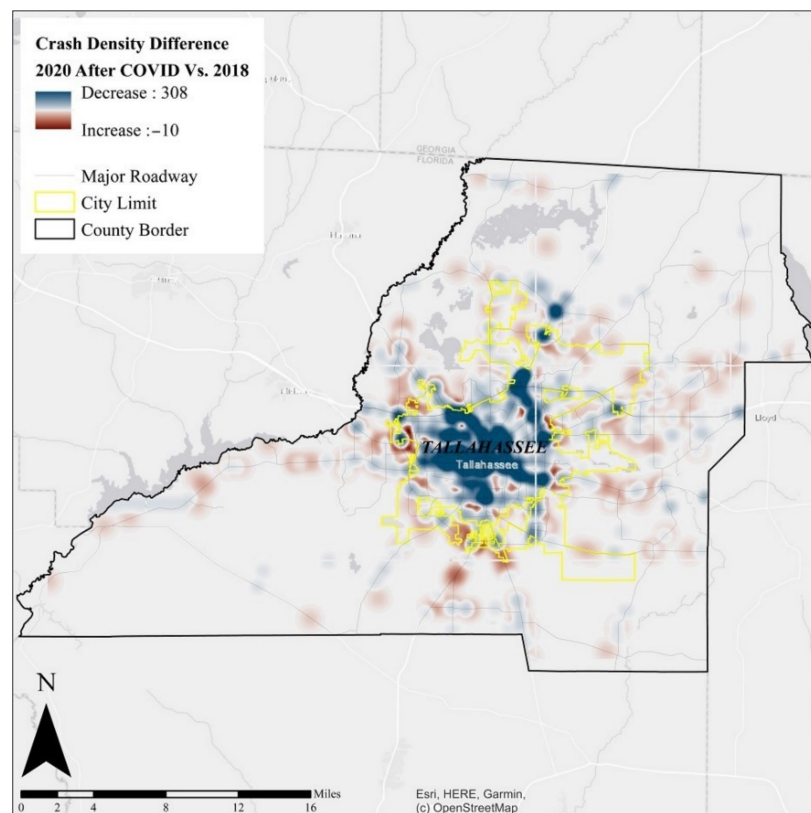 Crash Density Difference
2020 After COVID Vs. 2018
Decrease : 308
Increase :–10
Major Roadway
City Limit
County Border
GEORGIA
FLORIDA
Lloyd
TALLAHASSEE
Tallahassee
N
Miles
0 2 4 8 12 16
Esri, HERE, Garmin,
(c) OpenStreetMap